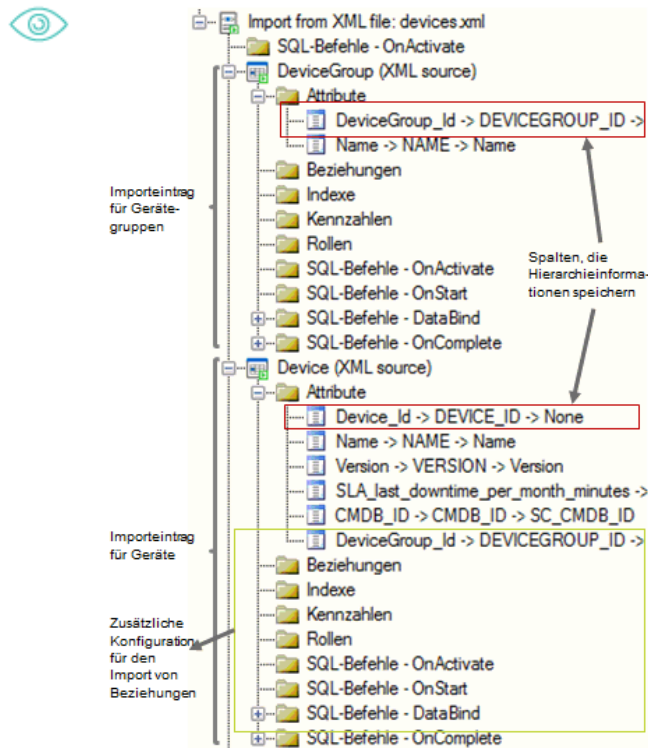 Import from XML file: devices.xml
SQL-Befehle - OnActivate
DeviceGroup (XML source)
Attribute
DeviceGroup_Id -> DEVICEGROUP_ID ->
Name -> NAME -> Name
Beziehungen
Indexe
Kennzahlen
Rollen
SQL-Befehle - OnActivate
SQL-Befehle - OnStart
SQL-Befehle - DataBind
SQL-Befehle - OnComplete
Importeintrag
für Geräte-
gruppen
Spalten, die
Hierarchieinforma-
tionen speichern
Device (XML source)
Attribute
Device_Id -> DEVICE_ID -> None
Name -> NAME -> Name
Version -> VERSION -> Version
SLA_last_downtime_per_month_minutes ->
CMDB_ID -> CMDB_ID -> SC_CMDB_ID
DeviceGroup_Id -> DEVICEGROUP_ID ->
Beziehungen
Indexe
Kennzahlen
Rollen
SQL-Befehle - OnActivate
SQL-Befehle - OnStart
SQL-Befehle - DataBind
SQL-Befehle - OnComplete
Importeintrag
für Geräte
Zusätzliche
Konfiguration
für den
Import von
Beziehungen